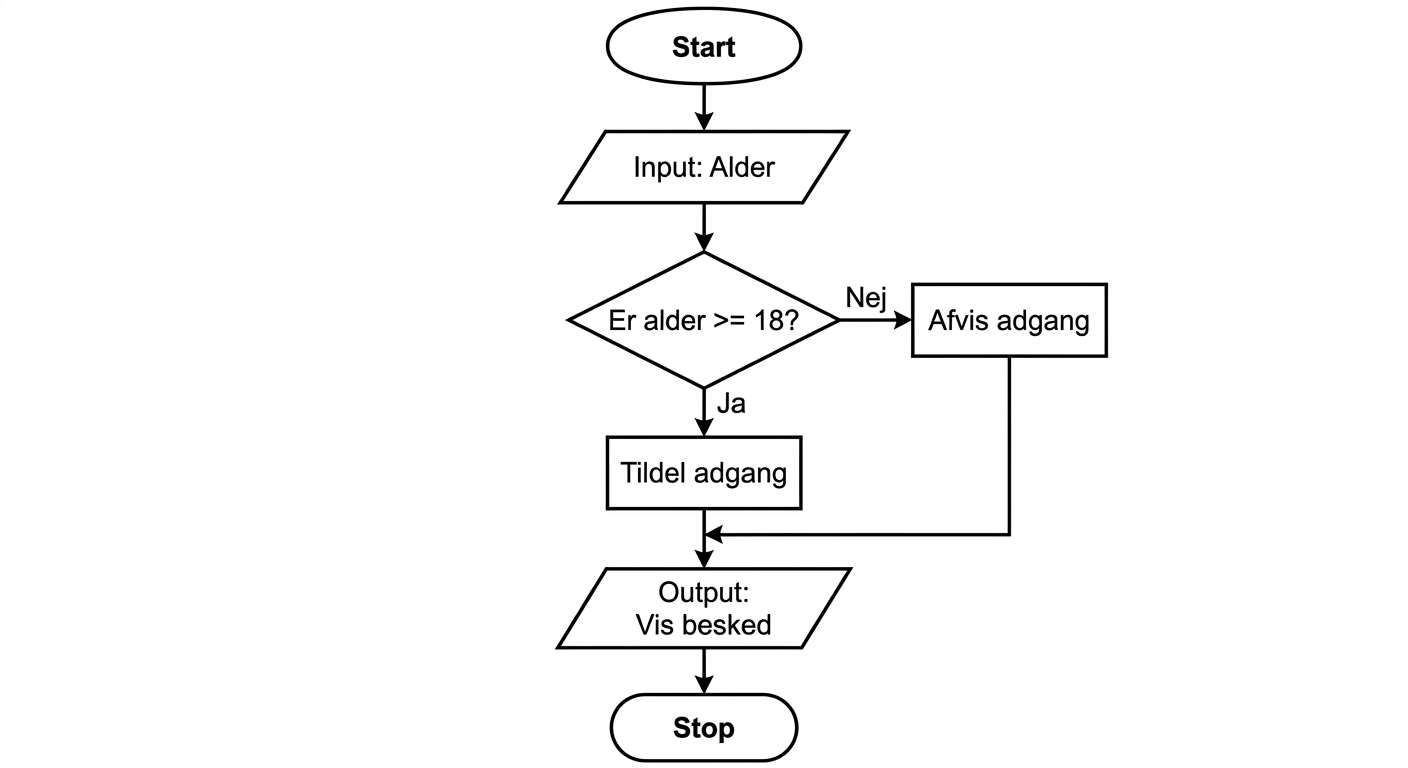 Start
Input: Alder
Er alder >= 18?
Nej
Afvis adgang
Ja
Tildel adgang
Output:
Vis besked
Stop